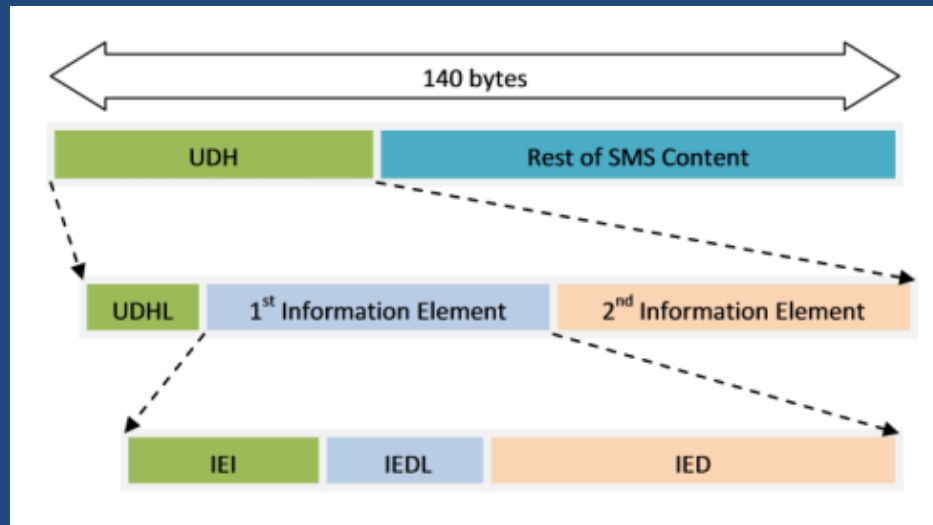 140 bytes
UDH Rest of SMS Content
UDHL 1st Information Element 2nd Information Element
IEI IEDL IED